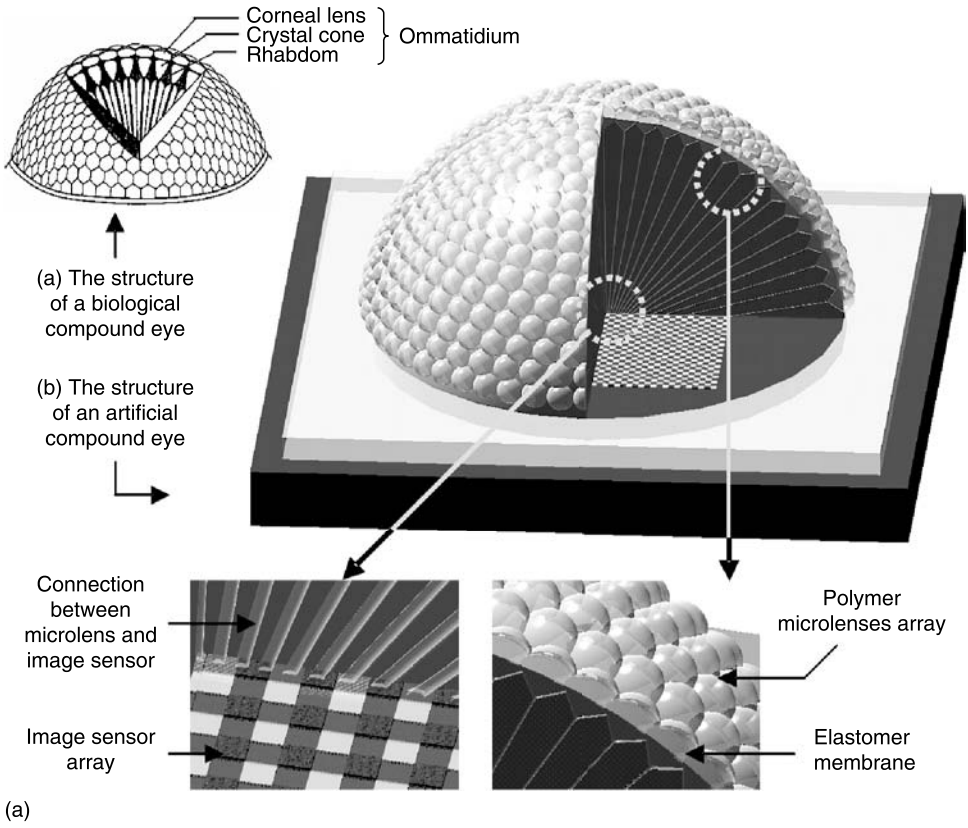 Corneal lens
Crystal cone
Rhabdom
Ommatidium
(a) The structure
of a biological
compound eye
(b) The structure
of an artificial
compound eye
Connection
between
microlens and
image sensor
Image sensor
array
Polymer
microlenses array
Elastomer
membrane
(a)